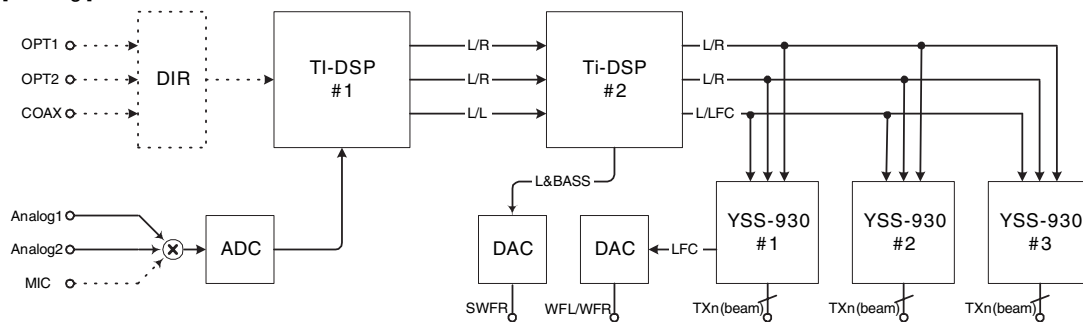 OPT1
OPT2
COAX
DIR
TI-DSP
#1
L/R
L/R
L/L
Ti-DSP
#2
L/R
L/R
L/LFC
L&BASS
Analog1
Analog2
MIC
ADC
DAC
DAC
LFC
YSS-930
#1
YSS-930
#2
YSS-930
#3
SWFR
WFL/WFR
TXn(beam)
TXn(beam)
TXn(beam)